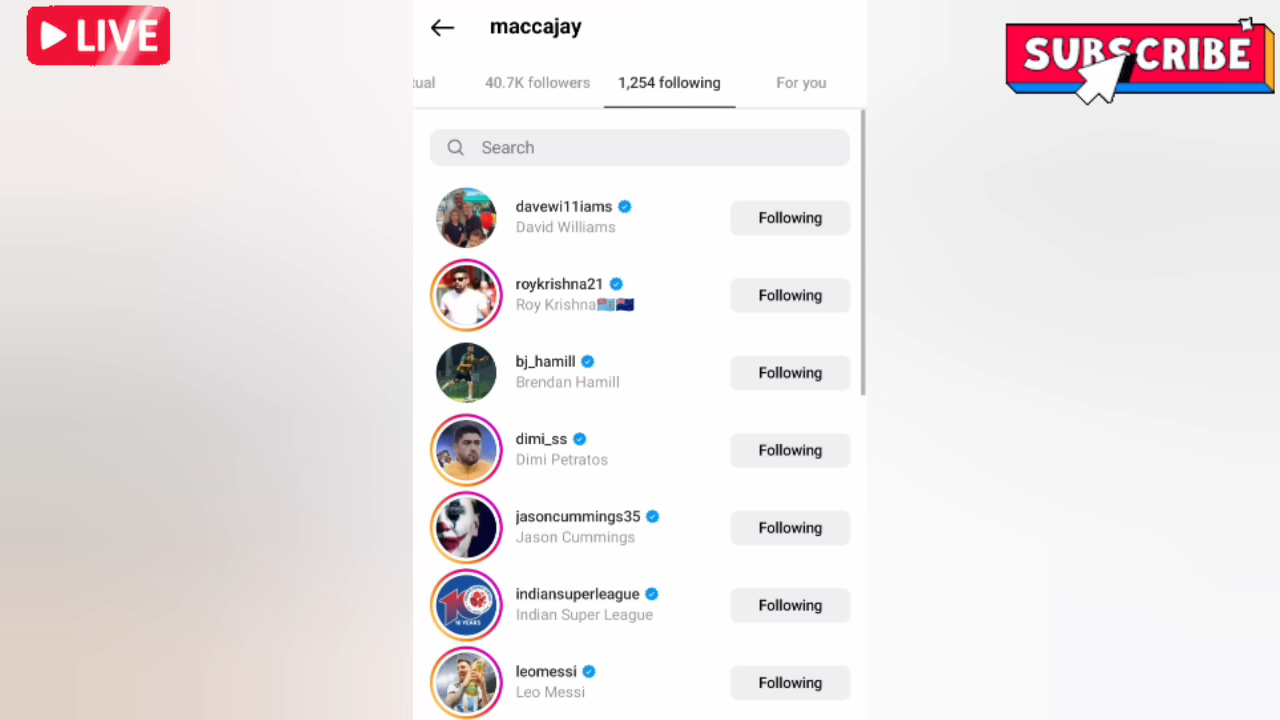 LIVE
SUBSCRIBE
maccajay
tual 40.7K followers 1,254 following For you
Search
davewi11iams
David Williams
Following
roykrishna21
Roy Krishna🇫🇯🇳🇿
Following
bj_hamill
Brendan Hamill
Following
dimi_ss
Dimi Petratos
Following
jasoncummings35
Jason Cummings
Following
10 YEARS
indiansuperleague
Indian Super League
Following
leomessi
Leo Messi
Following